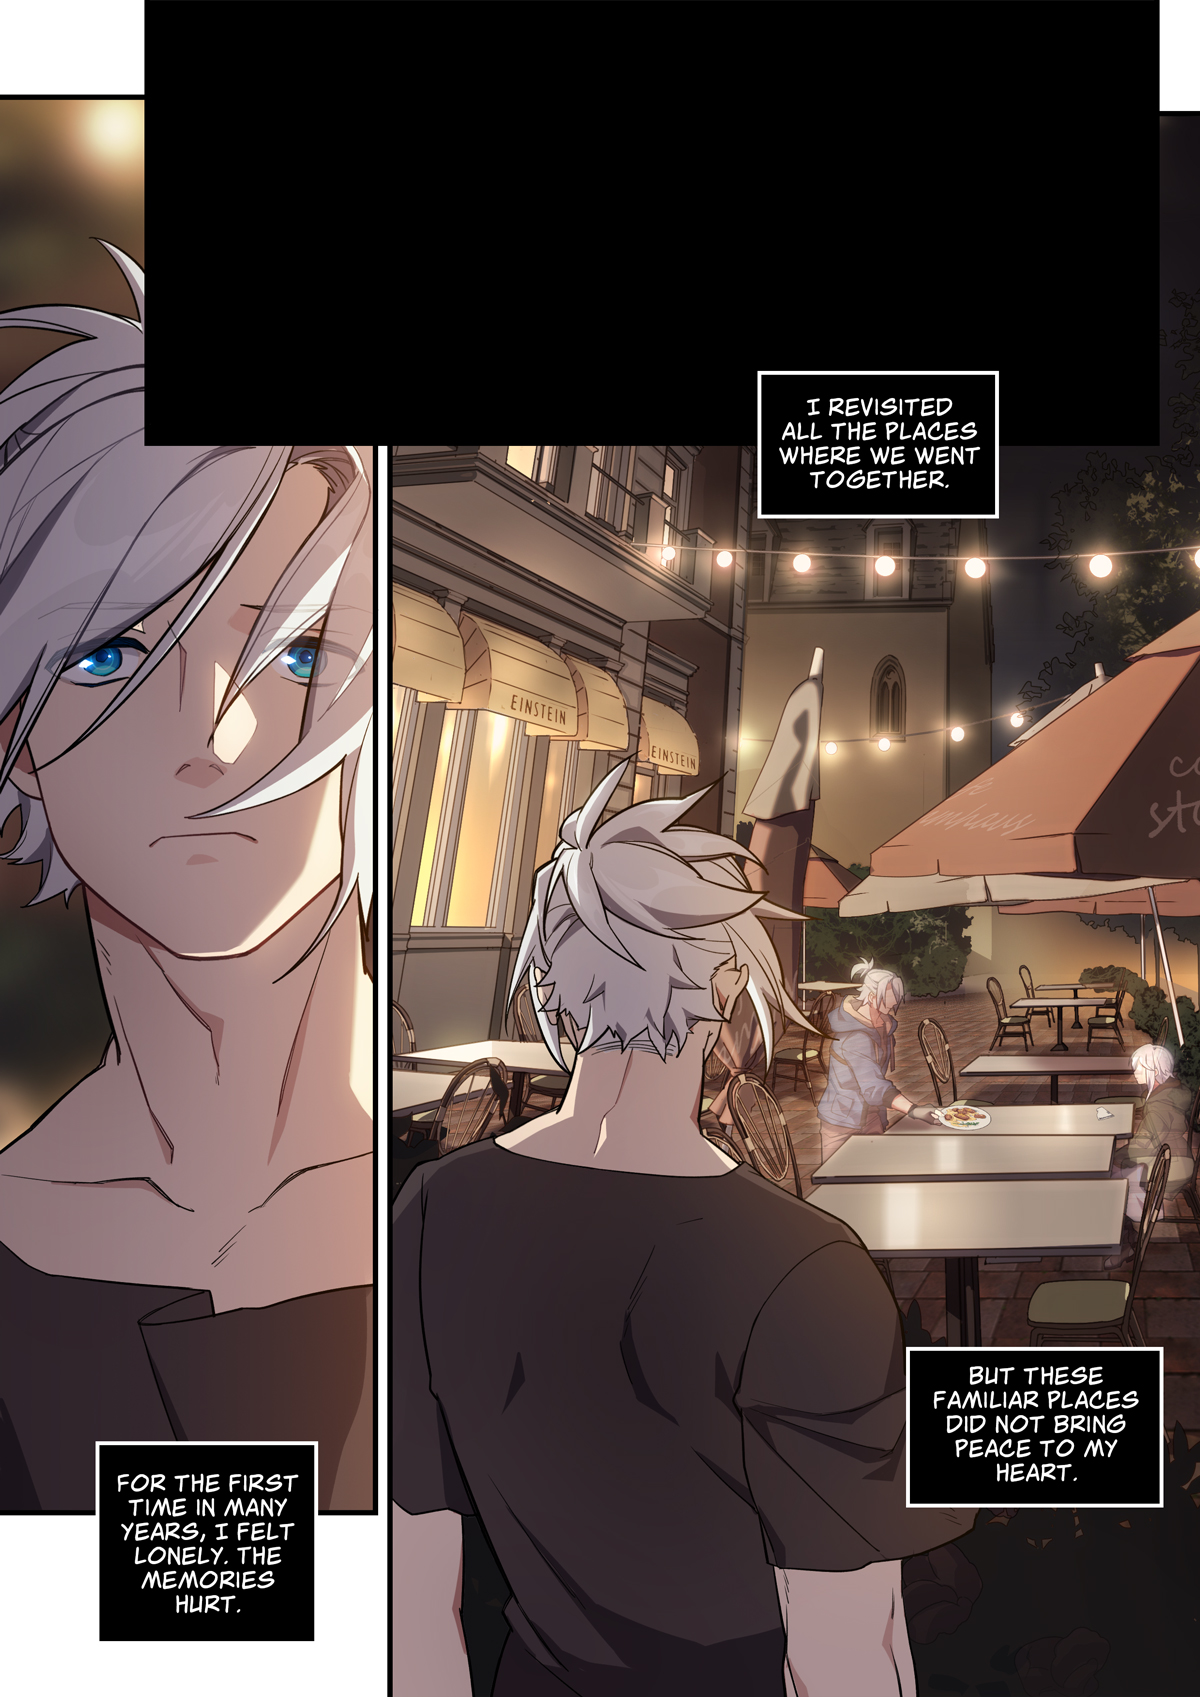 I REVISITED
ALL THE PLACES
WHERE WE WENT
TOGETHER.
EINSTEIN
EINSTEIN
BUT THESE
FAMILIAR PLACES
DID NOT BRING
PEACE TO MY
HEART.
FOR THE FIRST
TIME IN MANY
YEARS, I FELT
LONELY. THE
MEMORIES
HURT.